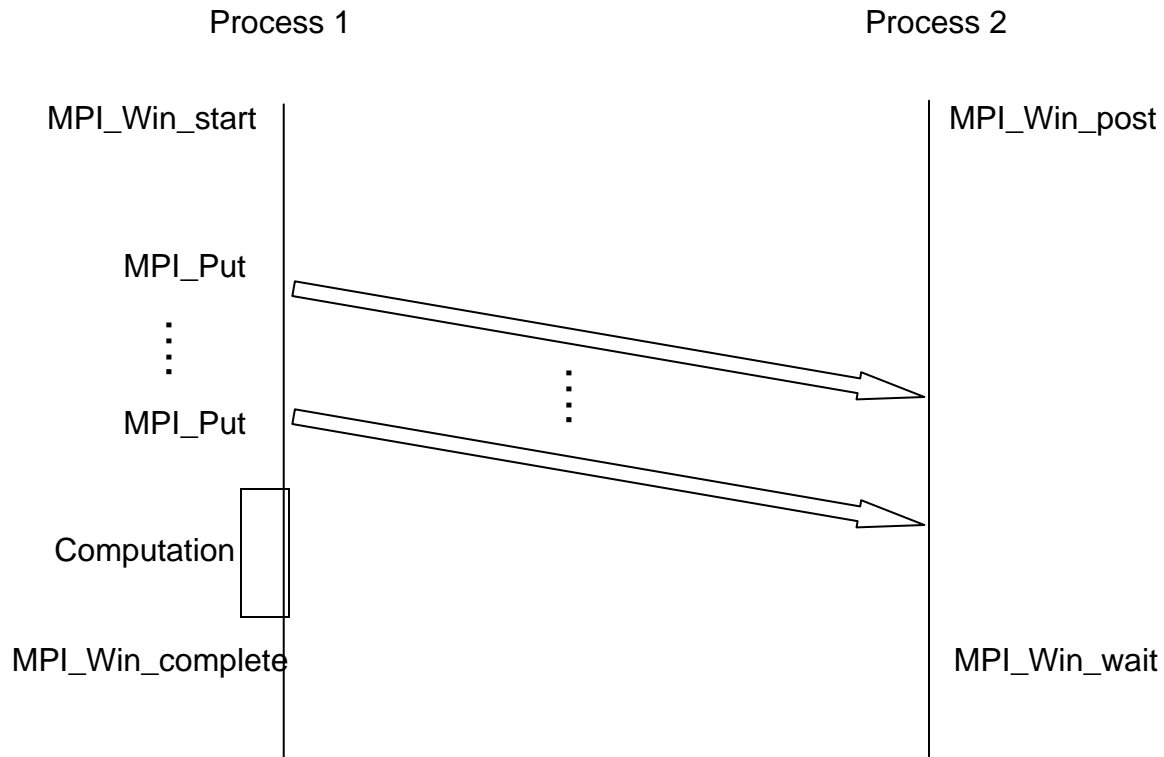 Process 1
Process 2
MPI_Win_start
MPI_Win_post
MPI_Put
MPI_Put
Computation
MPI_Win_complete
MPI_Win_wait